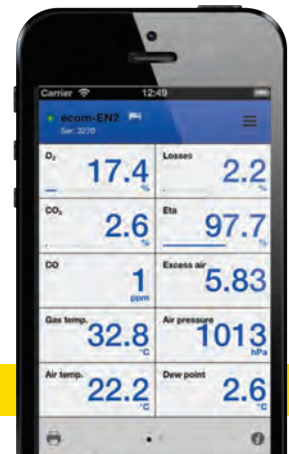 Carrier 12:49
ecom-EN2
Ser. 3270
O₂ 17.4 %
Losses 2.2 %
CO₂ 2.6 %
Eta 97.7 %
CO 1 ppm
Excess air 5.83
Gas temp. 32.8 °C
Air pressure 1013 hPa
Air temp. 22.2 °C
Dew point 2.6 °C